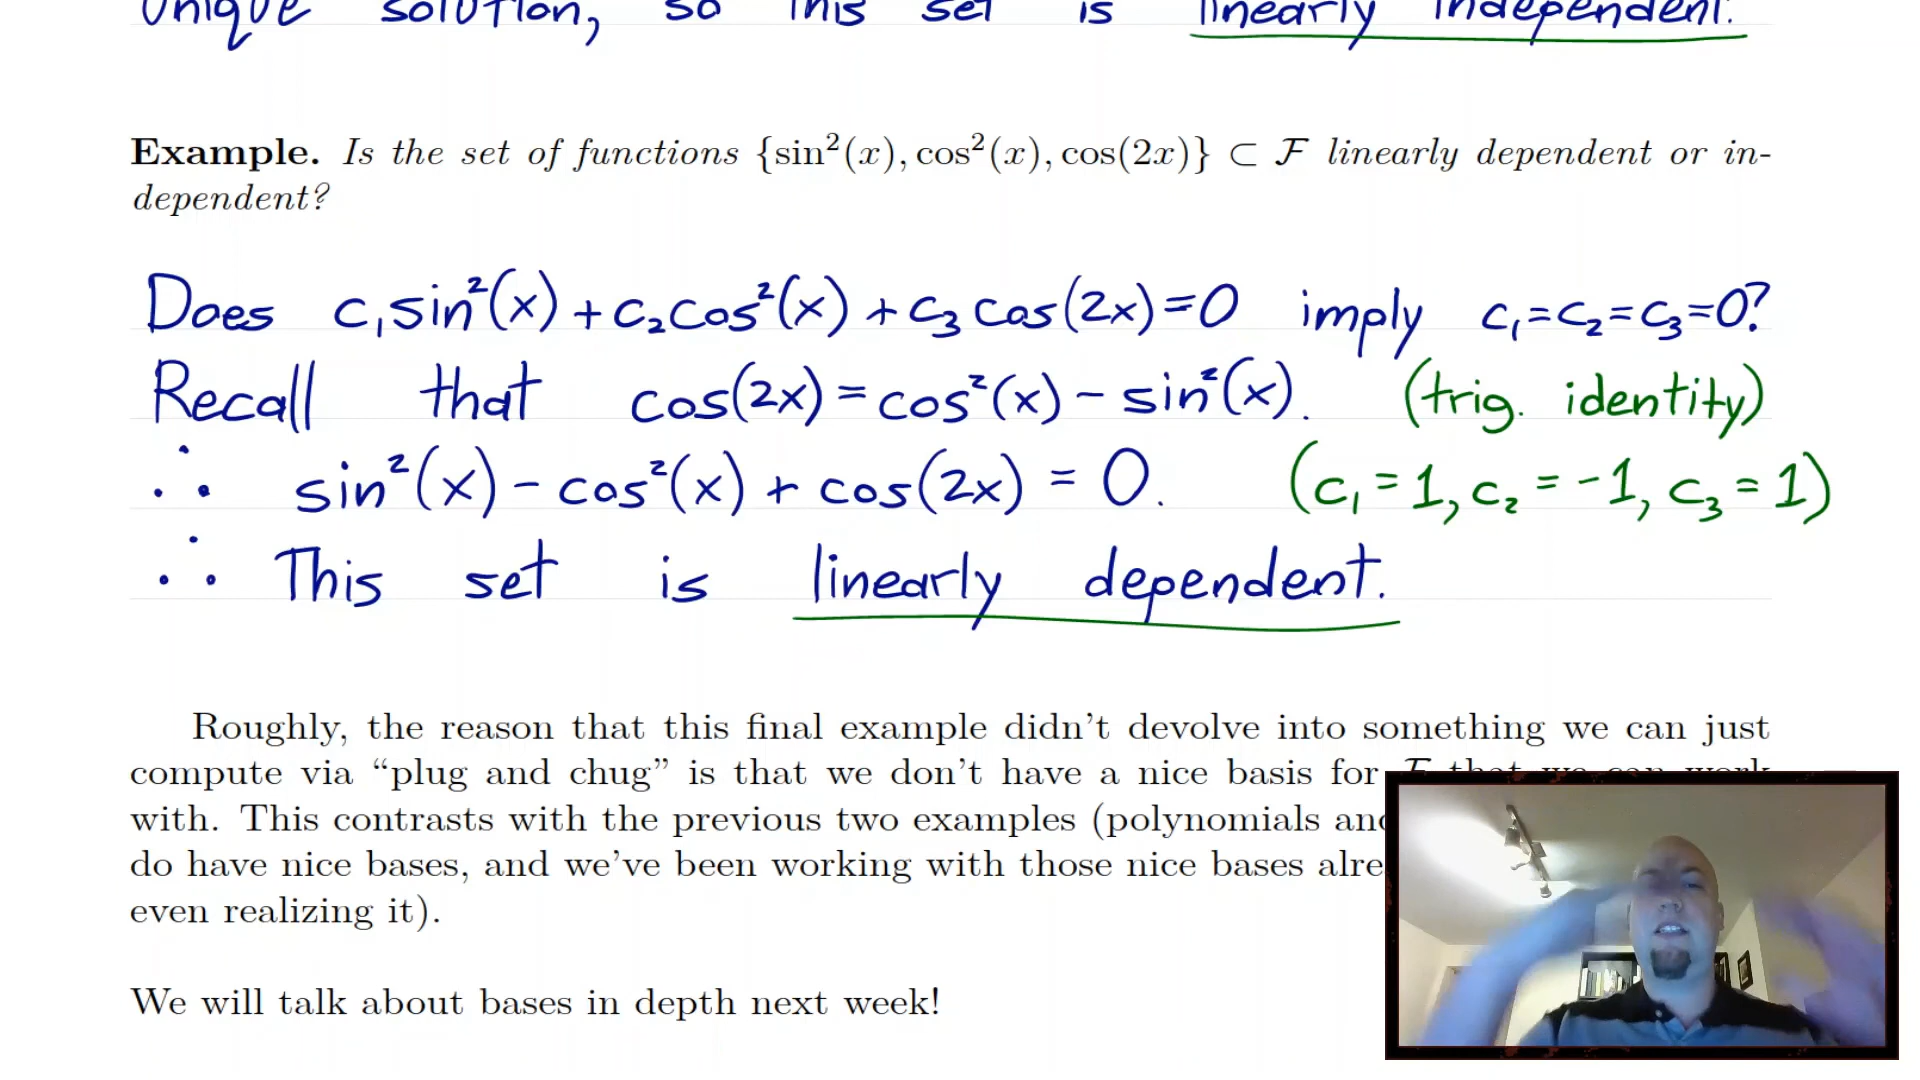 unique solution, so this set is linearly independent.
Example. Is the set of functions {sin²(x), cos²(x), cos(2x)} ⊂ ℱ linearly dependent or in-
dependent?
Does c₁sin²(x) + c₂cos²(x) + c₃cos(2x) = 0 imply c₁=c₂=c₃=0?
Recall that cos(2x) = cos²(x) - sin²(x). (trig. identity)
∴ sin²(x) - cos²(x) + cos(2x) = 0. (c₁ = 1, c₂ = -1, c₃ = 1)
∴ This set is linearly dependent.
Roughly, the reason that this final example didn't devolve into something we can just
compute via “plug and chug” is that we don't have a nice basis for ℱ that we can work
with. This contrasts with the previous two examples (polynomials and
do have nice bases, and we've been working with those nice bases
even realizing it).
We will talk about bases in depth next week!